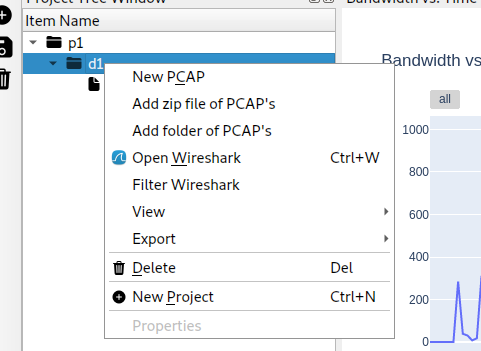 Project Tree Window
Bandwidth vs. Time
Item Name
p1
d1
Bandwidth vs
all
New PCAP
Add zip file of PCAP's
Add folder of PCAP's
Open Wireshark Ctrl+W
Filter Wireshark
View
Export
Delete Del
New Project Ctrl+N
Properties
1000
800
600
400
200
0